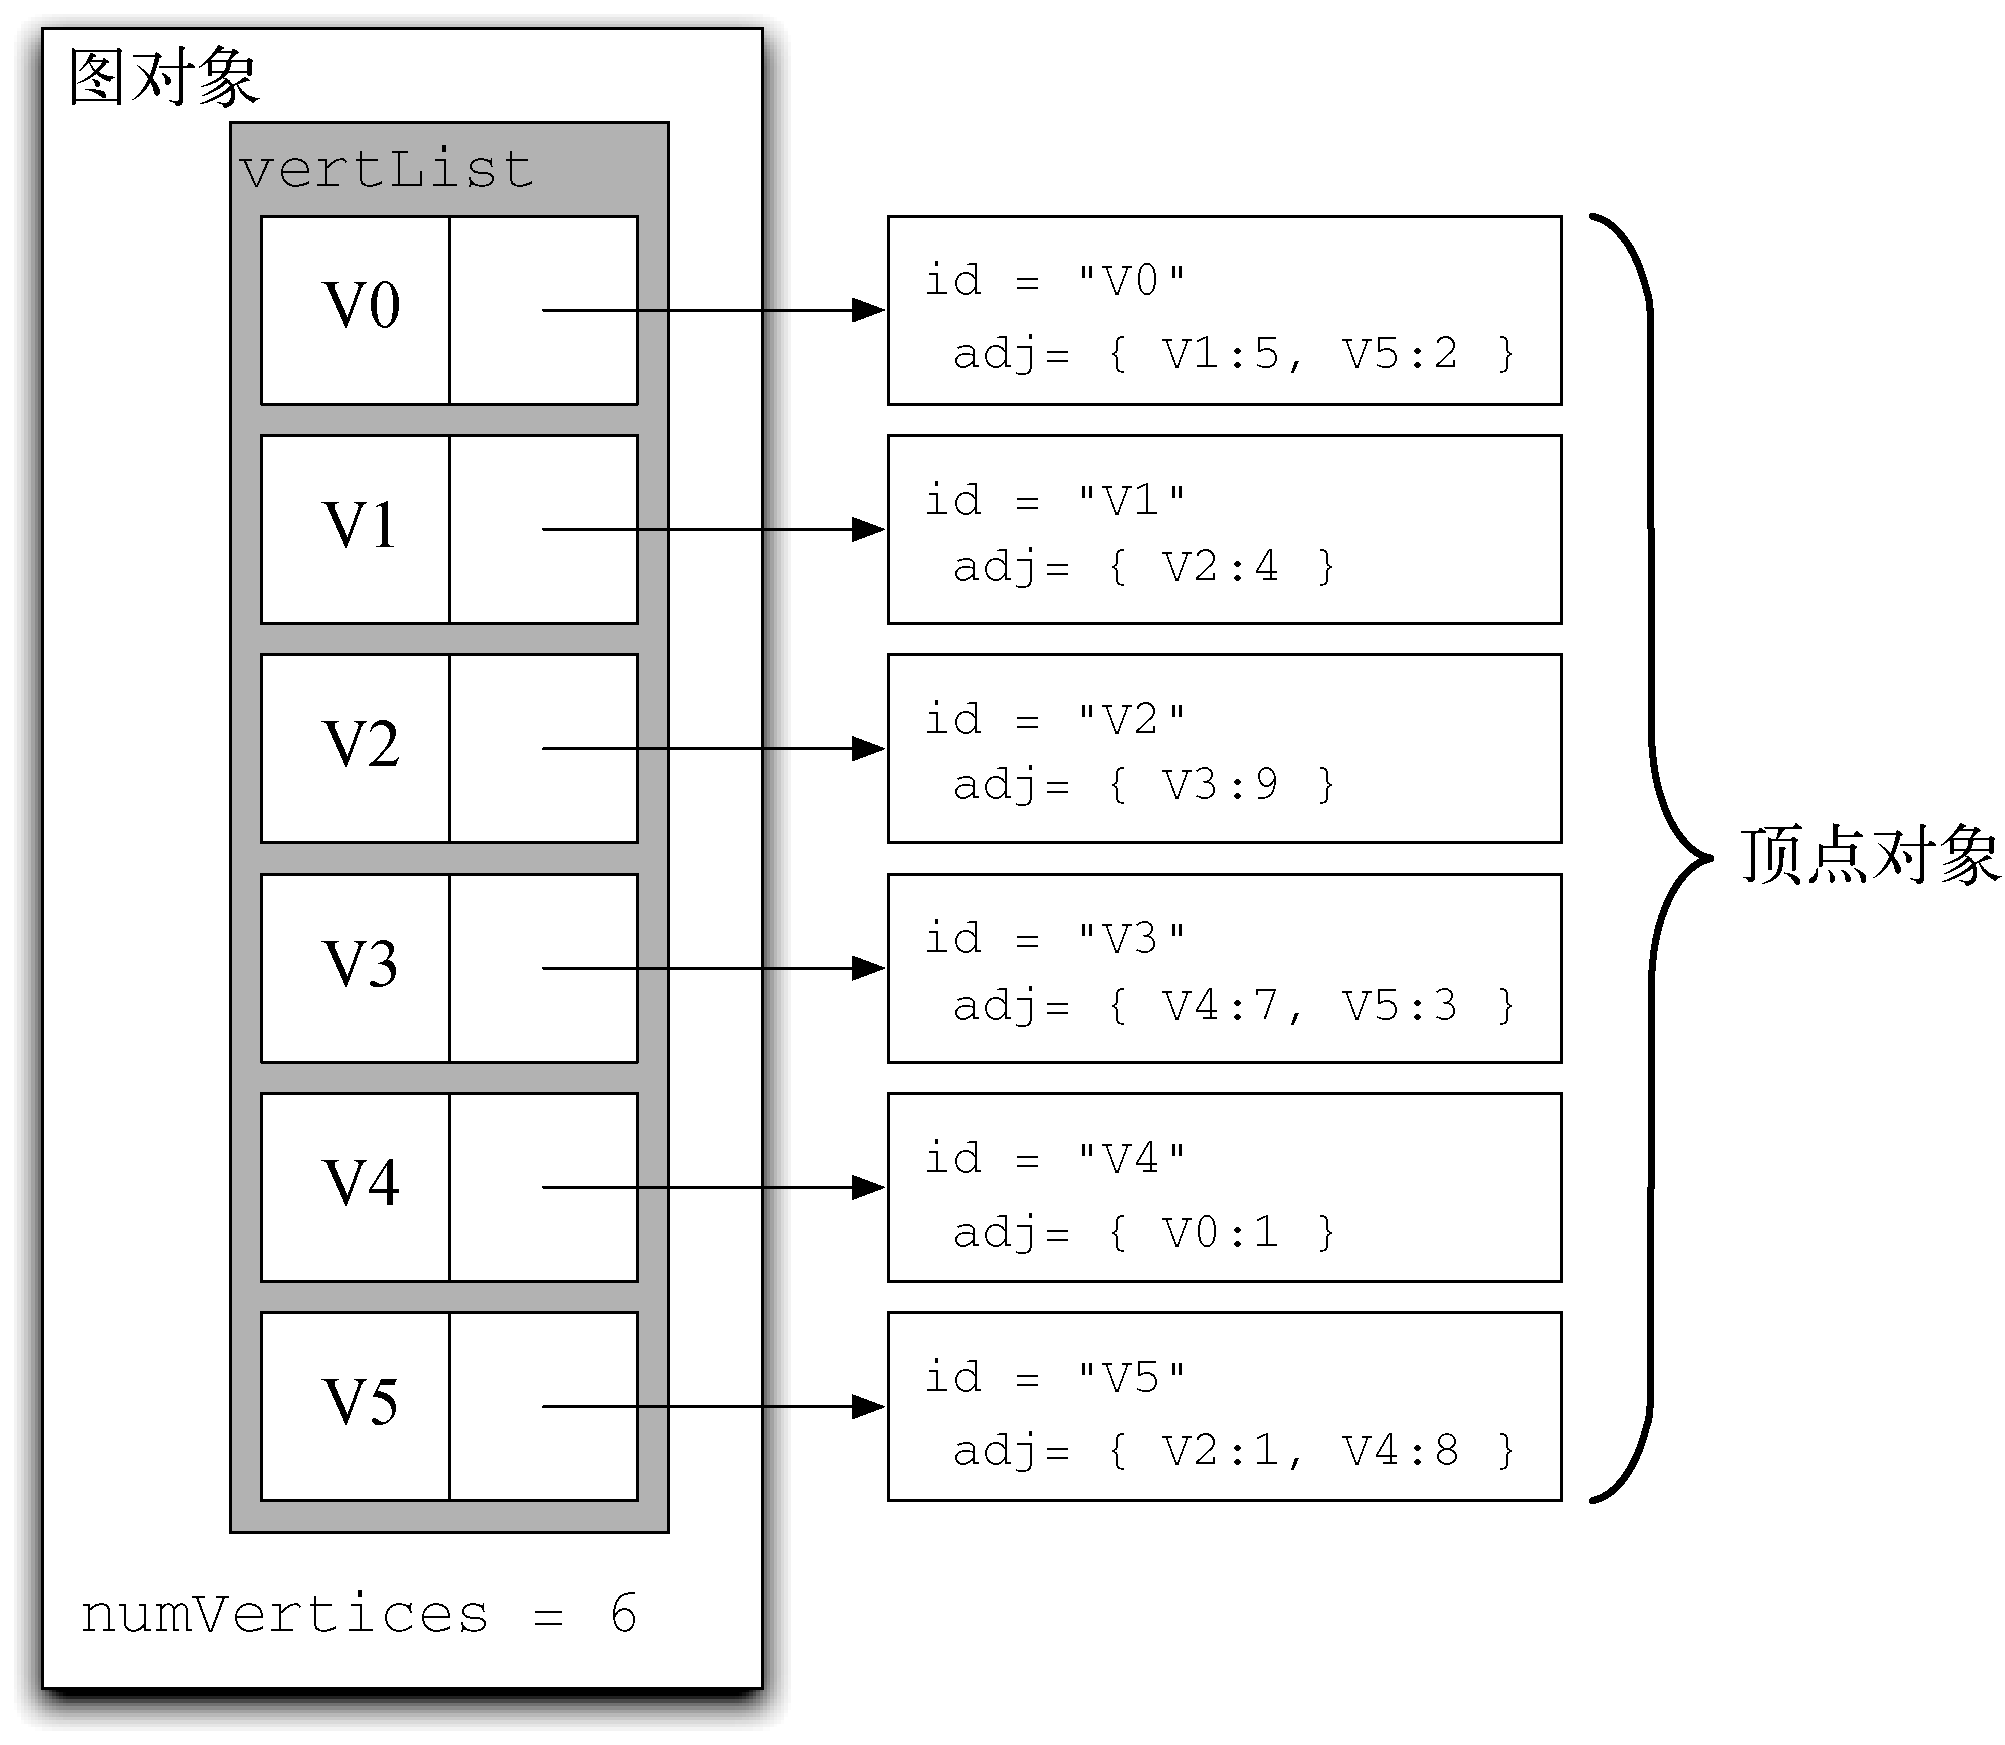 图对象
vertList
V0
id = "V0"
adj= { V1:5, V5:2 }
V1
id = "V1"
adj= { V2:4 }
V2
id = "V2"
adj= { V3:9 }
V3
id = "V3"
adj= { V4:7, V5:3 }
V4
id = "V4"
adj= { V0:1 }
V5
id = "V5"
adj= { V2:1, V4:8 }
顶点对象
numVertices = 6